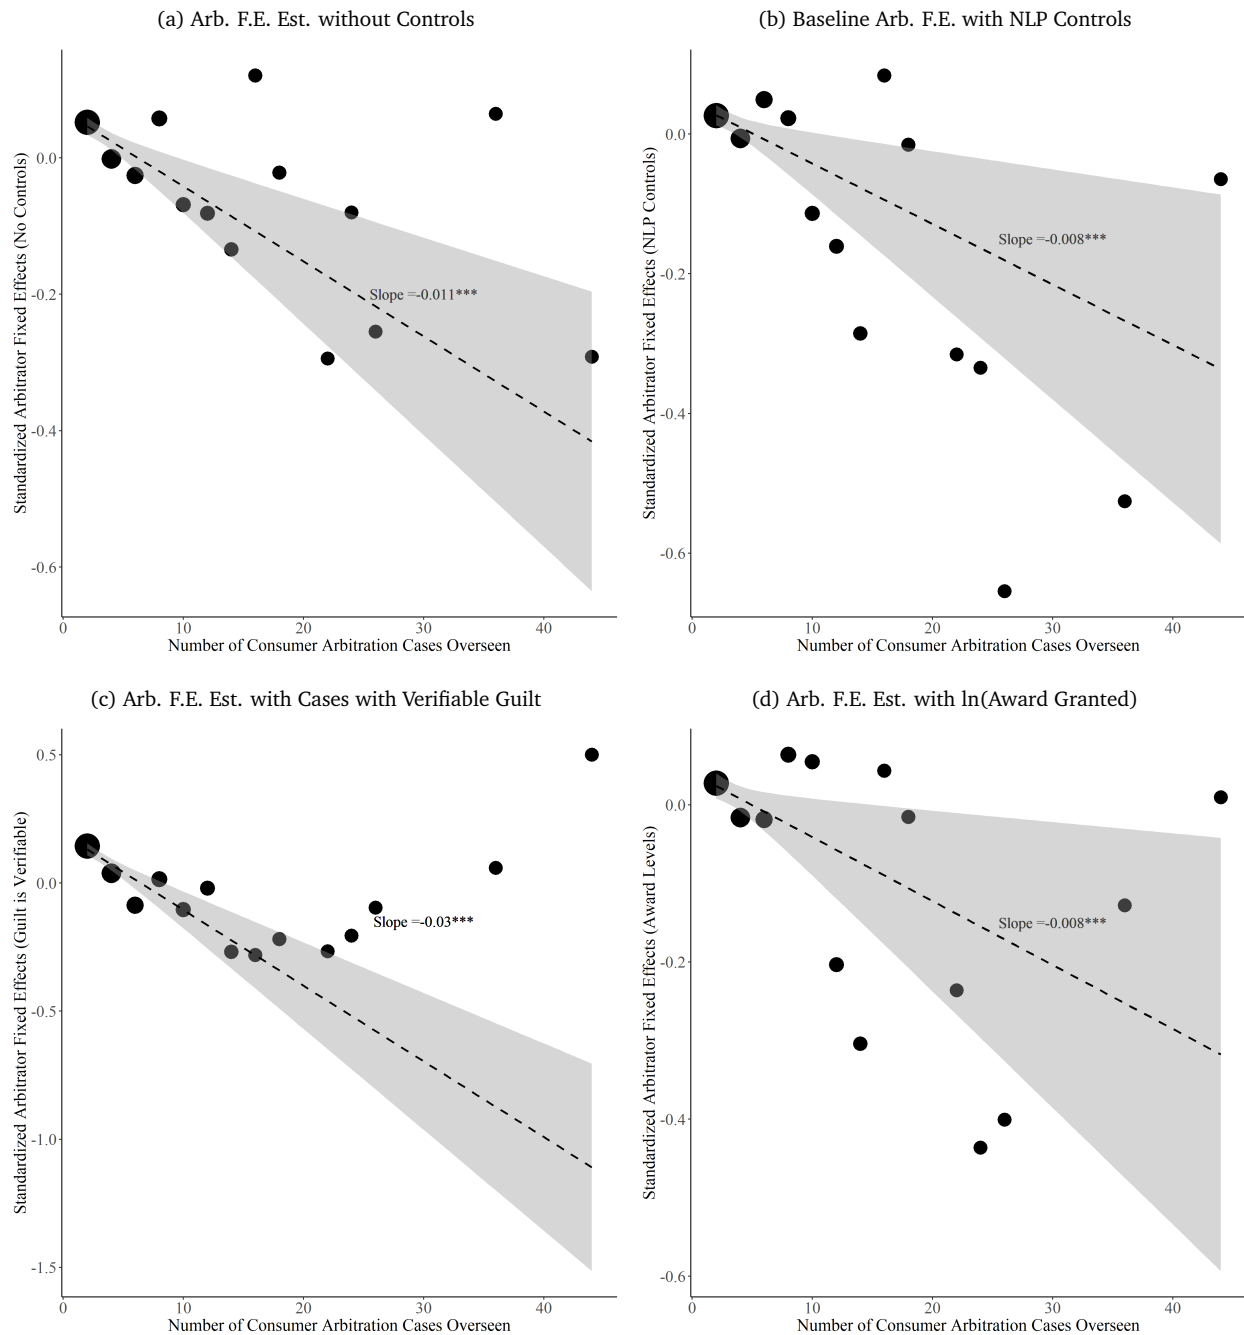 (a) Arb. F.E. Est. without Controls
Standardized Arbitrator Fixed Effects (No Controls)
0.0
-0.2
-0.4
-0.6
Slope =-0.011***
0 10 20 30 40
Number of Consumer Arbitration Cases Overseen
(b) Baseline Arb. F.E. with NLP Controls
Standardized Arbitrator Fixed Effects (NLP Controls)
0.0
-0.2
-0.4
-0.6
Slope =-0.008***
0 10 20 30 40
Number of Consumer Arbitration Cases Overseen
(c) Arb. F.E. Est. with Cases with Verifiable Guilt
Standardized Arbitrator Fixed Effects (Guilt is Verifiable)
0.5
0.0
-0.5
-1.0
-1.5
Slope =-0.03***
0 10 20 30 40
Number of Consumer Arbitration Cases Overseen
(d) Arb. F.E. Est. with ln(Award Granted)
Standardized Arbitrator Fixed Effects (Award Levels)
0.0
-0.2
-0.4
-0.6
Slope =-0.008***
0 10 20 30 40
Number of Consumer Arbitration Cases Overseen